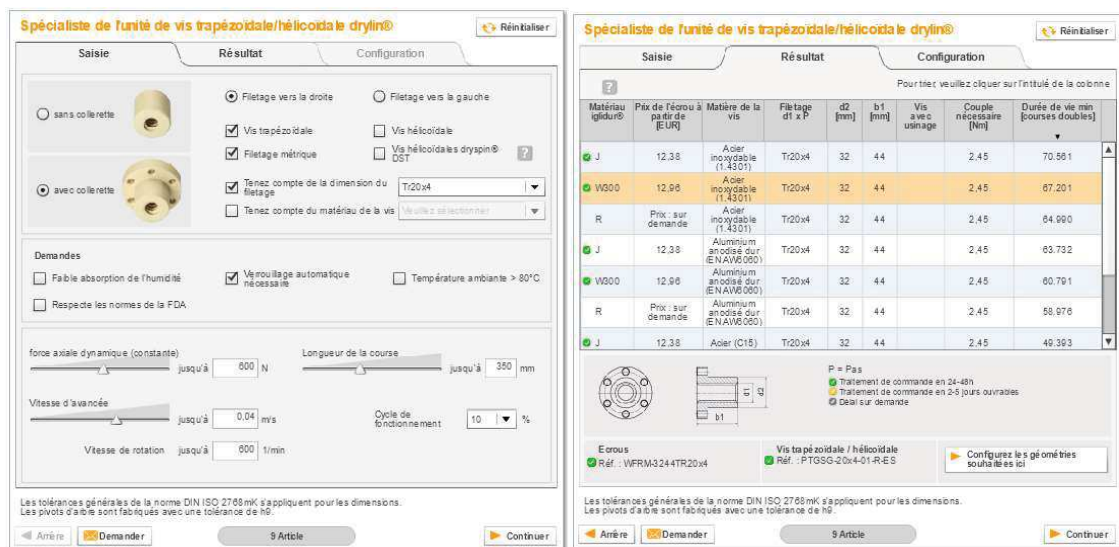 Spécialiste de l'unité de vis trapézoïdale/hélicoïdale drylin®
Réinitialiser
Saisie
Résultat
Configuration
sans collerette
avec collerette
Filetage vers la droite
Filetage vers la gauche
Vis trapézoïdale
Vis hélicoïdale
Filetage métrique
Vis hélicoïdales dryspin®
DST
?
Tenez compte de la dimension du
filetage
Tr20x4
Tenez compte du matériau de la vis
Veuillez sélectionner
Demandes
Faible absorption de l'humidité
Verrouillage automatique
nécessaire
Température ambiante > 80°C
Respecte les normes de la FDA
force axiale dynamique (constante)
jusqu'à 600 N
Longueur de la course
jusqu'à 350 mm
Vitesse d'avancée
jusqu'à 0,04 m/s
Cycle de
fonctionnement
10 %
Vitesse de rotation jusqu'à 600 1/min
Les tolérances générales de la norme DIN ISO 2768mK s'appliquent pour les dimensions.
Les pivots d'arbre sont fabriqués avec une tolérance de h9.
Arrière
Demander
9 Article
Continuer
Spécialiste de l'unité de vis trapézoïdale/hélicoïdale drylin®
Réinitialiser
Saisie
Résultat
Configuration
?
Pour trier, veuillez cliquer sur l'intitulé de la colonne
Matériau
iglidur®
Prix de l'écrou à
partir de
[EUR]
Matière de la
vis
Filetage
d1 x P
d2
[mm]
b1
[mm]
Vis
avec
usinage
Couple
nécessaire
[Nm]
Durée de vie min
[courses doubles]
J 12,38 Acier inoxydable (1.4301) Tr20x4 32 44 2,45 70.561
W300 12,96 Acier inoxydable (1.4301) Tr20x4 32 44 2,45 67.201
R Prix : sur demande Acier inoxydable (1.4301) Tr20x4 32 44 2,45 64.990
J 12,38 Aluminium anodisé dur (ENAW6060) Tr20x4 32 44 2,45 63.732
W300 12,96 Aluminium anodisé dur (ENAW6060) Tr20x4 32 44 2,45 60.791
R Prix : sur demande Aluminium anodisé dur (ENAW6060) Tr20x4 32 44 2,45 58,976
J 12,38 Acier (C15) Tr20x4 32 44 2,45 49.393
d1
d2
b1
P = Pas
Traitement de commande en 24-48h
Traitement de commande en 2-5 jours ouvrables
Délai sur demande
Ecrous
Réf. : WFRM-3244TR20x4
Vis trapézoïdale / hélicoïdale
Réf. : PTGSG-20x4-01-R-ES
Configurez les géométries
souhaitées ici
Les tolérances générales de la norme DIN ISO 2768mK s'appliquent pour les dimensions.
Les pivots d'arbre sont fabriqués avec une tolérance de h9.
Arrière
Demander
9 Article
Continuer